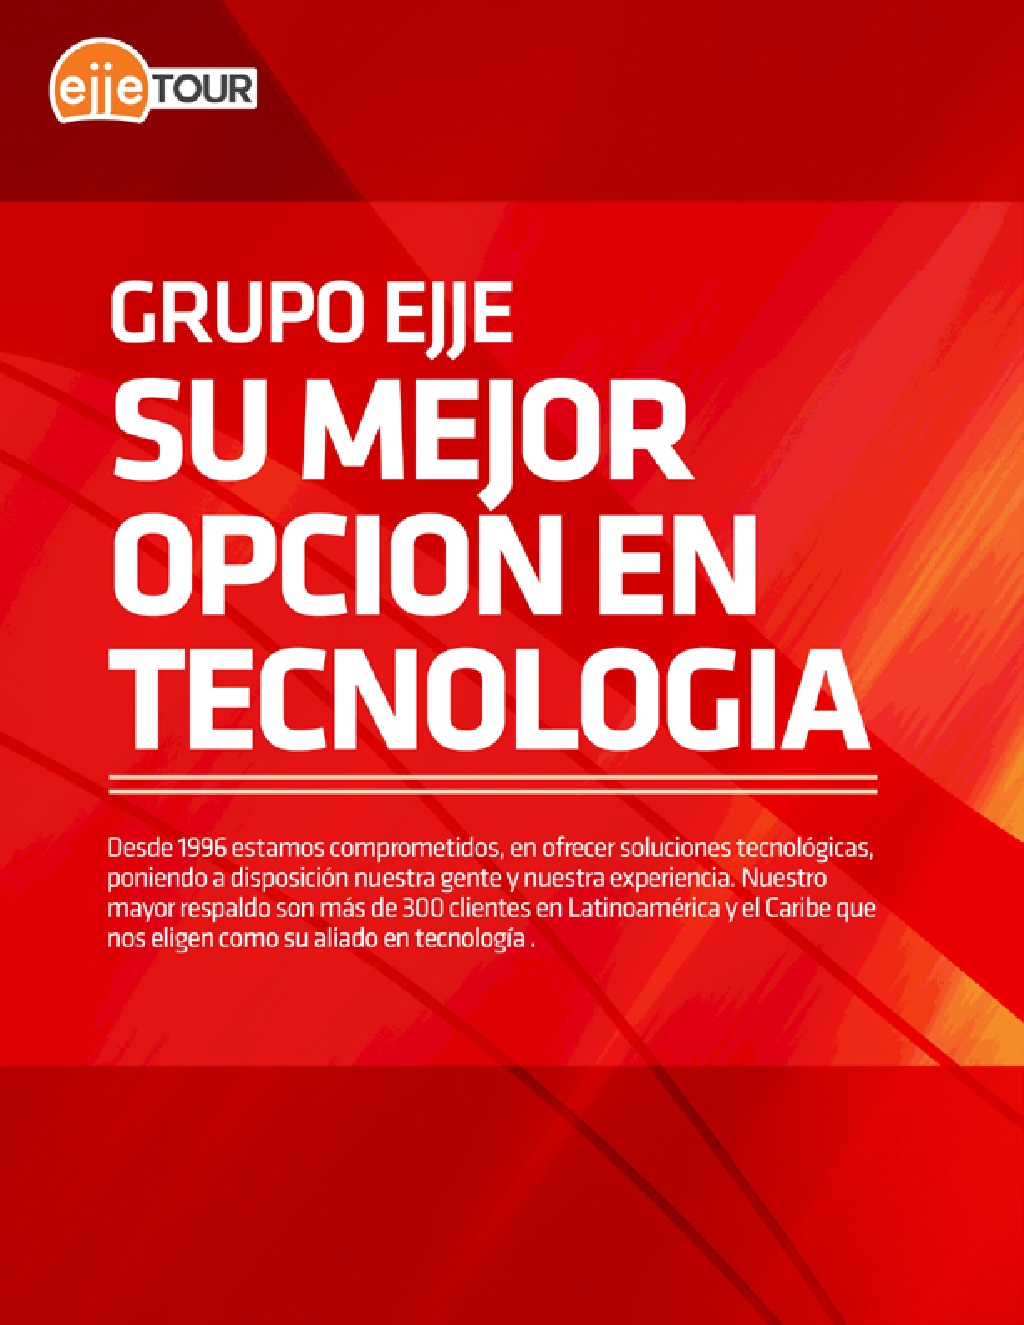 ejje TOUR
GRUPO EJJE
SU MEJOR
OPCION EN
TECNOLOGIA
Desde 1996 estamos comprometidos, en ofrecer soluciones tecnológicas,
poniendo a disposición nuestra gente y nuestra experiencia. Nuestro
mayor respaldo son más de 300 clientes en Latinoamérica y el Caribe que
nos eligen como su aliado en tecnología .